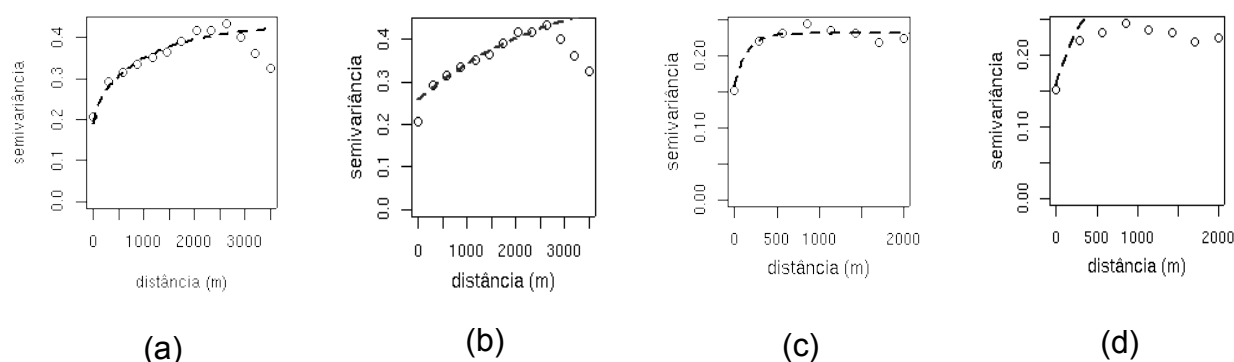 semivariância
0.0 0.1 0.2 0.3 0.4
0 1000 2000 3000
distância (m)
(a)
semivariância
0.0 0.1 0.2 0.3 0.4
0 1000 2000 3000
distância (m)
(b)
semivariância
0.00 0.10 0.20
0 500 1000 2000
distância (m)
(c)
semivariância
0.00 0.10 0.20
0 500 1000 2000
distância (m)
(d)